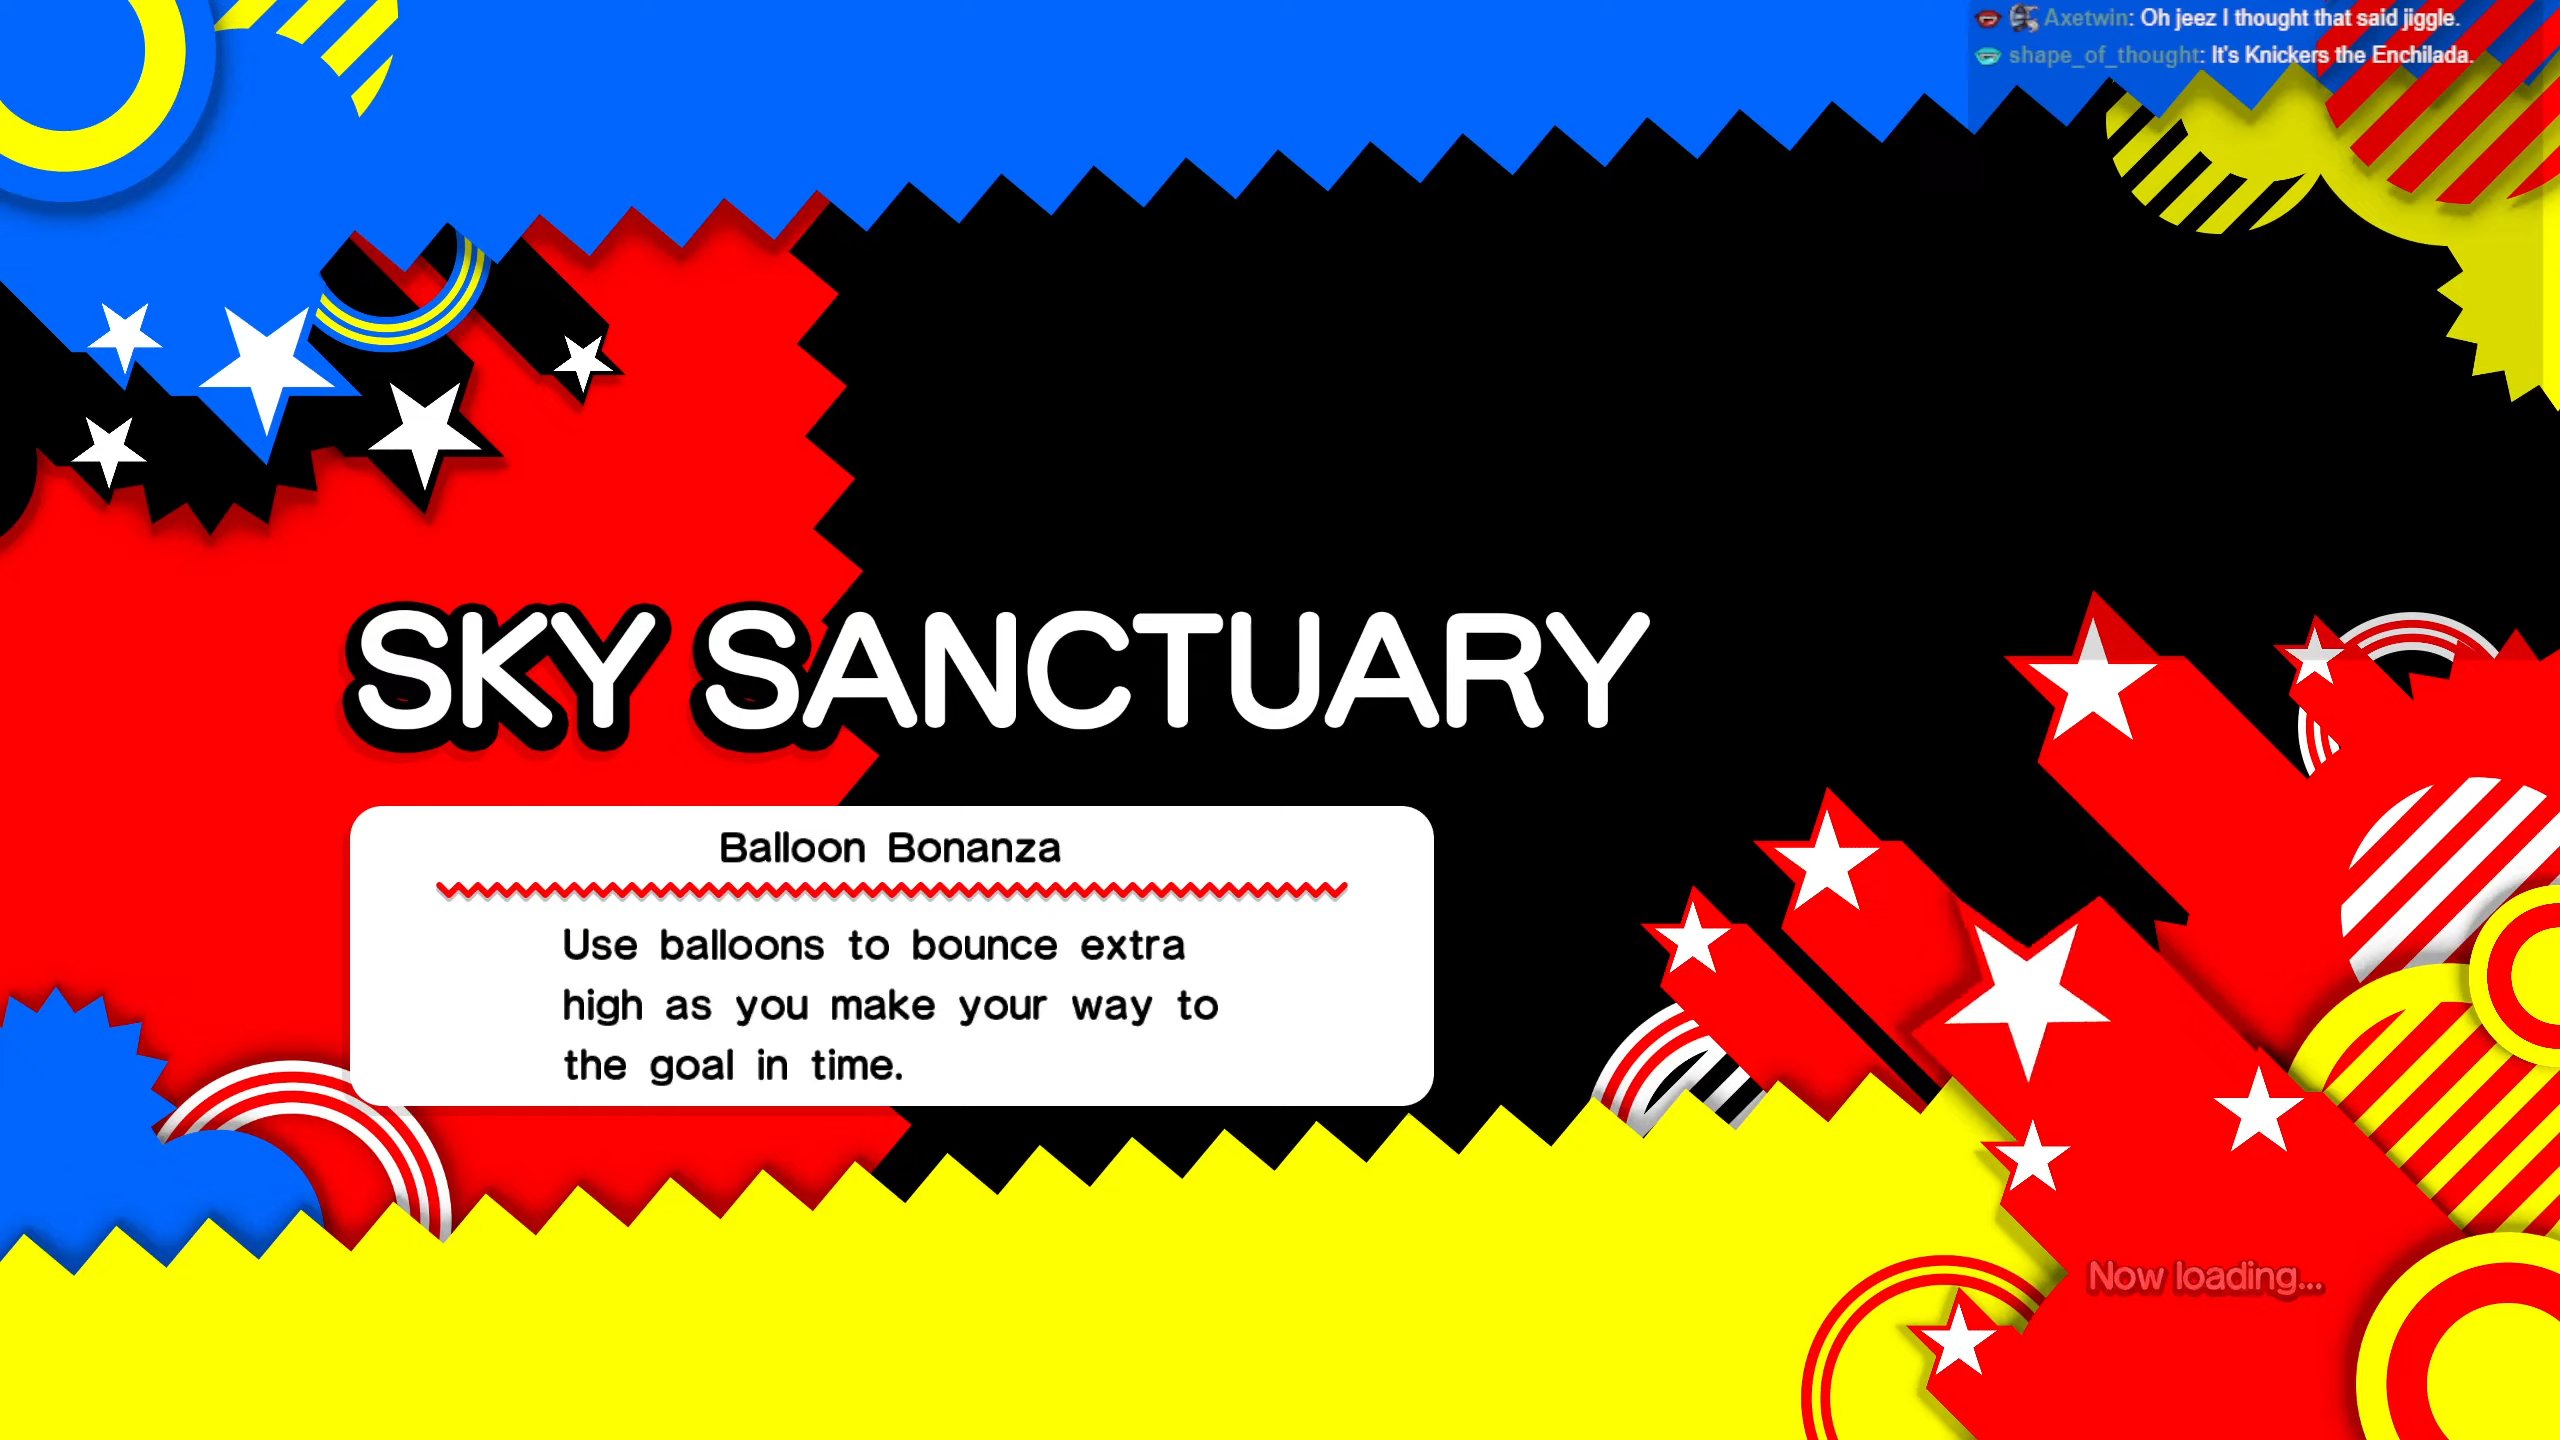 Axetwin: Oh jeez I thought that said jiggle.
shape_of_thought: It's Knickers the Enchilada.
SKY SANCTUARY
Balloon Bonanza
Use balloons to bounce extra
high as you make your way to
the goal in time.
Now loading...